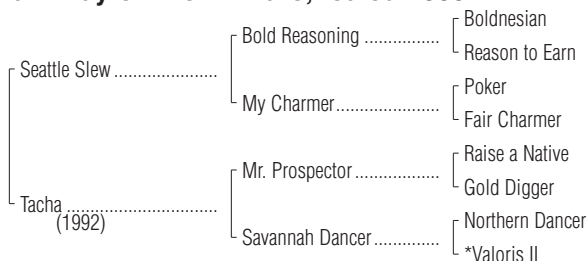 Boldnesian
Bold Reasoning ................
Reason to Earn
Seattle Slew ......................
Poker
My Charmer......................
Fair Charmer
Raise a Native
Mr. Prospector ..................
Gold Digger
Tacha ................................
(1992)
Northern Dancer
Savannah Dancer..............
*Valoris II